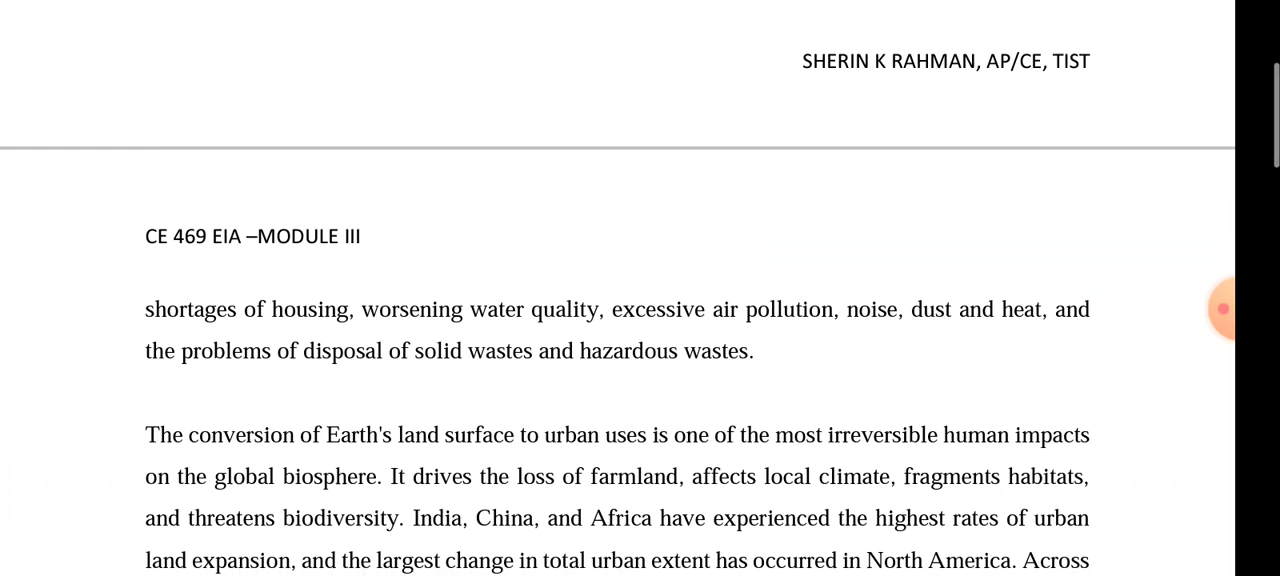 SHERIN K RAHMAN, AP/CE, TIST
CE 469 EIA –MODULE III
shortages of housing, worsening water quality, excessive air pollution, noise, dust and heat, and
the problems of disposal of solid wastes and hazardous wastes.
The conversion of Earth's land surface to urban uses is one of the most irreversible human impacts
on the global biosphere. It drives the loss of farmland, affects local climate, fragments habitats,
and threatens biodiversity. India, China, and Africa have experienced the highest rates of urban
land expansion, and the largest change in total urban extent has occurred in North America. Across